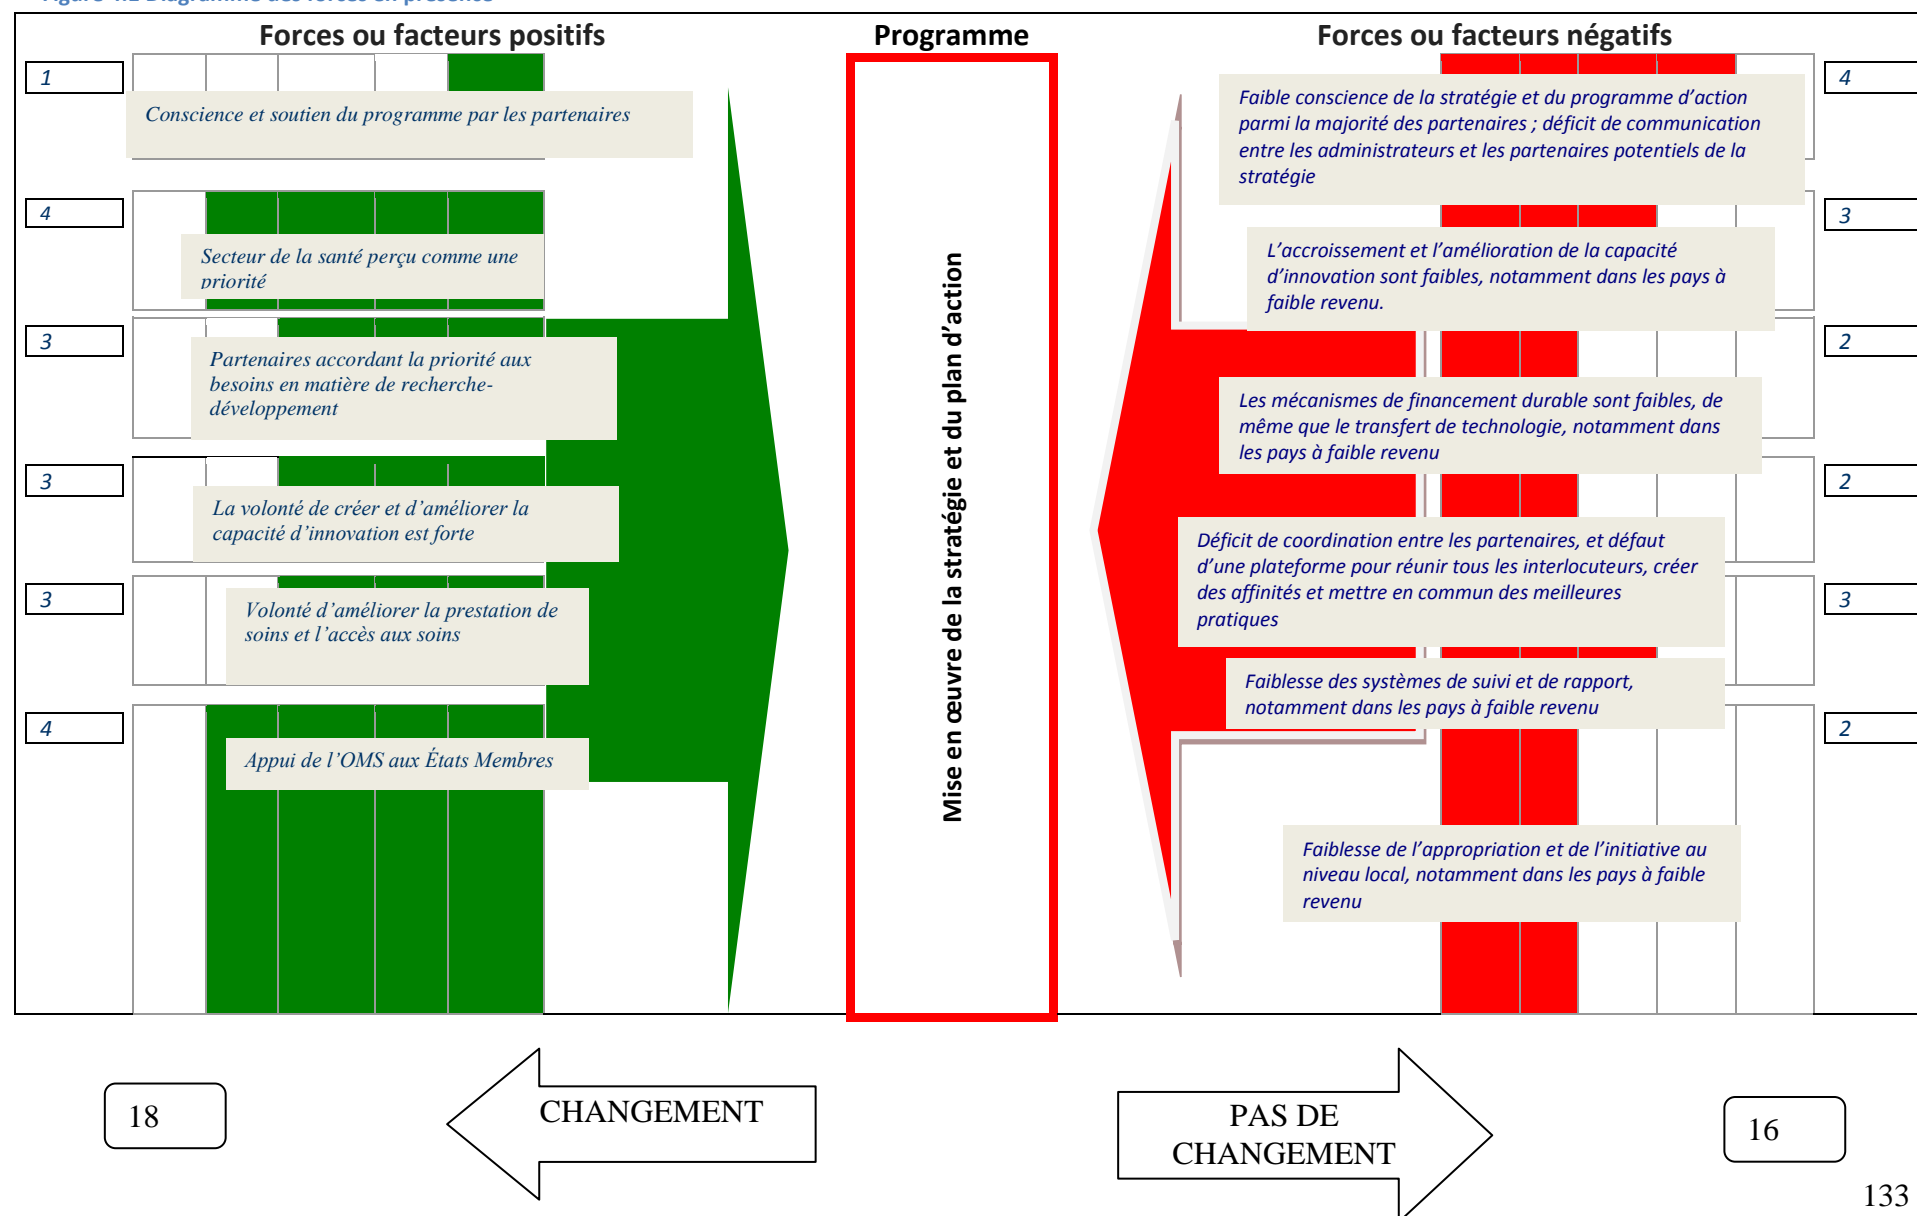 Figure 4.2 Diagramme des forces en présence
Forces ou facteurs positifs
Programme
Forces ou facteurs négatifs
1
Conscience et soutien du programme par les partenaires
4
Secteur de la santé perçu comme une
priorité
3
Partenaires accordant la priorité aux
besoins en matière de recherche-
développement
3
La volonté de créer et d'améliorer la
capacité d'innovation est forte
3
Volonté d'améliorer la prestation de
soins et l'accès aux soins
4
Appui de l'OMS aux États Membres
Mise en œuvre de la stratégie et du plan d'action
Faible conscience de la stratégie et du programme d'action
parmi la majorité des partenaires ; déficit de communication
entre les administrateurs et les partenaires potentiels de la
stratégie
4
L'accroissement et l'amélioration de la capacité
d'innovation sont faibles, notamment dans les pays à
faible revenu.
3
Les mécanismes de financement durable sont faibles, de
même que le transfert de technologie, notamment dans
les pays à faible revenu
2
Déficit de coordination entre les partenaires, et défaut
d'une plateforme pour réunir tous les interlocuteurs, créer
des affinités et mettre en commun des meilleures
pratiques
2
Faiblesse des systèmes de suivi et de rapport,
notamment dans les pays à faible revenu
3
Faiblesse de l'appropriation et de l'initiative au
niveau local, notamment dans les pays à faible
revenu
2
18
CHANGEMENT
PAS DE
CHANGEMENT
16
133